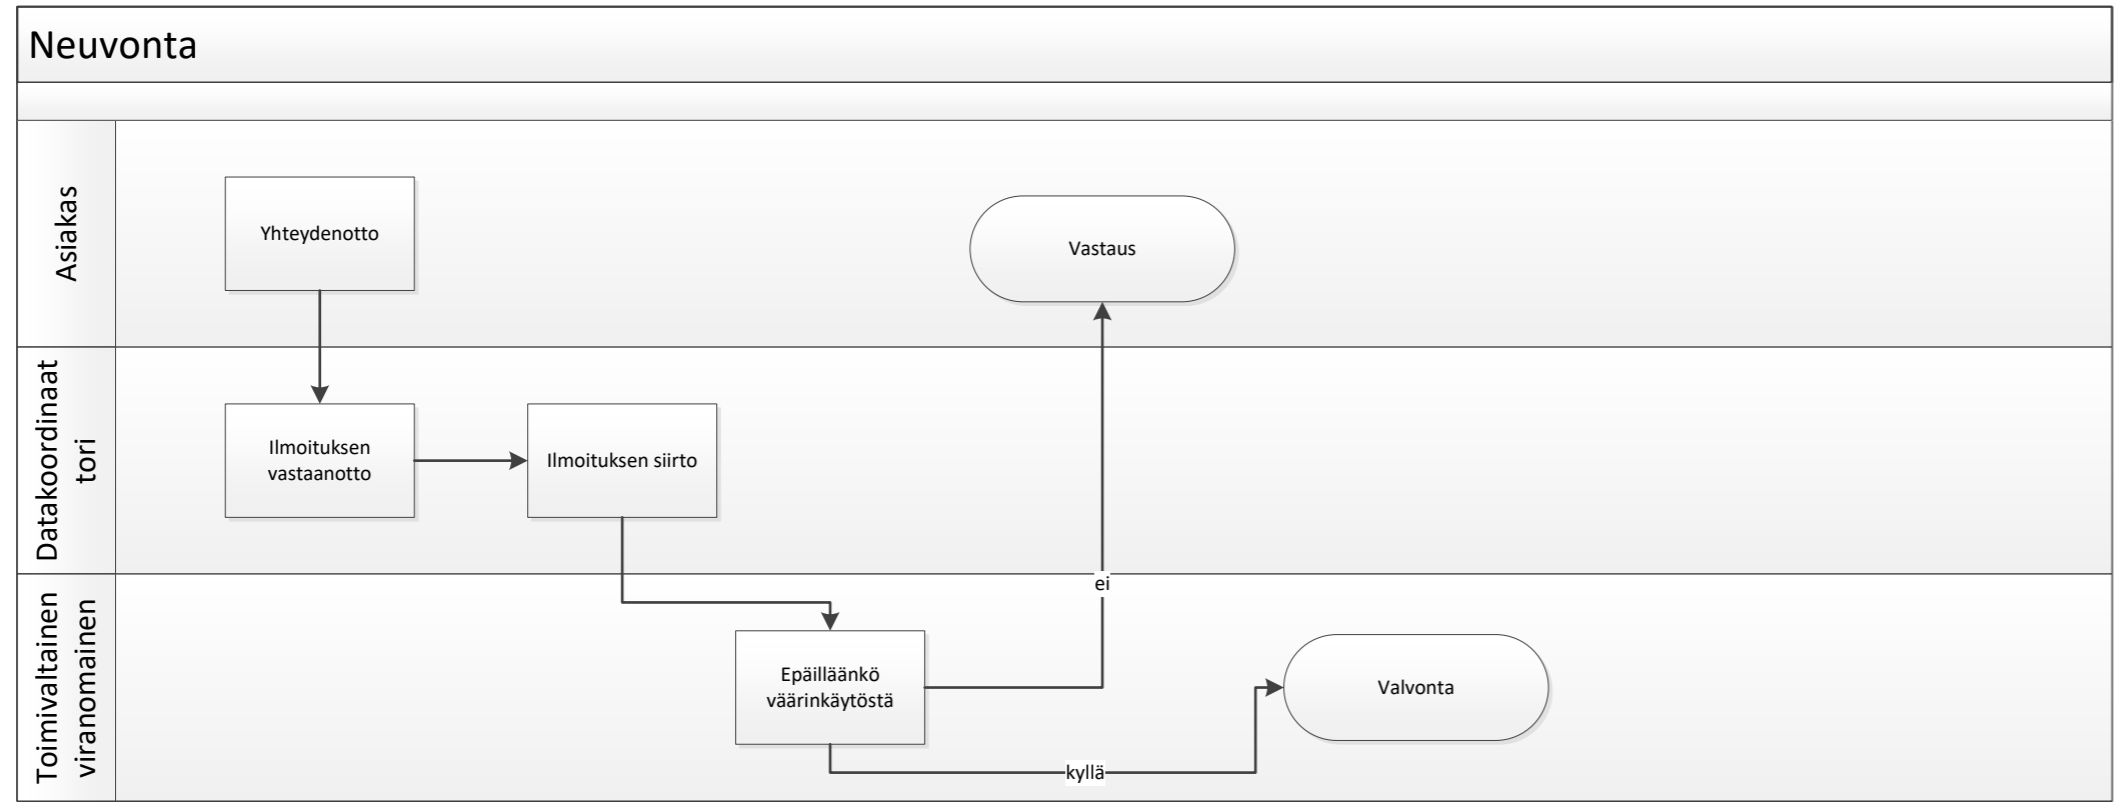 Neuvonta
Asiakas
Yhteydenotto
Vastaus
Datakoordinaat
tori
Ilmoituksen
vastaanotto
Ilmoituksen siirto
ei
Toimivaltainen
viranomainen
Epäilläänkö
väärinkäytöstä
Valvonta
kyllä